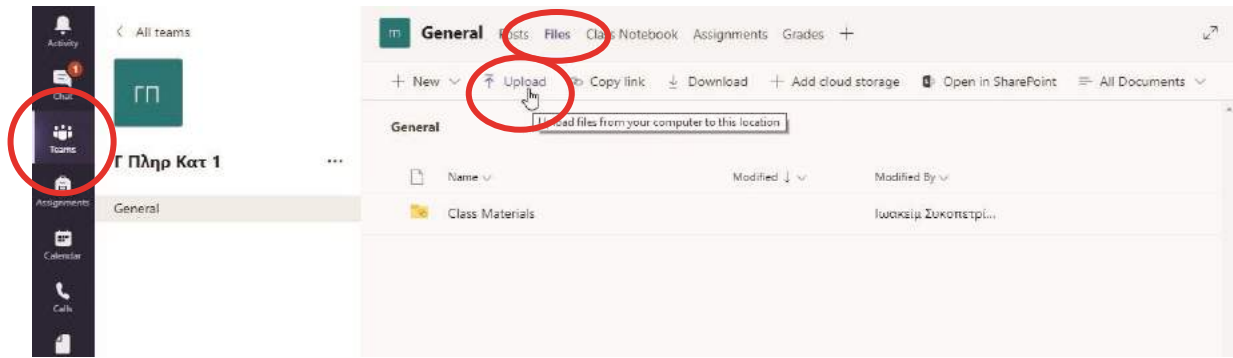 Activity
1
Chat
Teams
Assignments
Calendar
Calls
All teams
ΓΠ
Γ Πληρ Κατ 1
General
General Posts Files Class Notebook Assignments Grades
New Upload Copy link Download Add cloud storage Open in SharePoint All Documents
Upload files from your computer to this location
General
Name Modified Modified By
Class Materials Ιωακείμ Συκοπετρί...